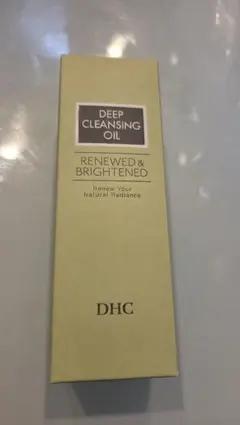 DEEP
CLEANSING
OIL
RENEWED &
BRIGHTENED
Renew Your
Natural Radiance
DHC